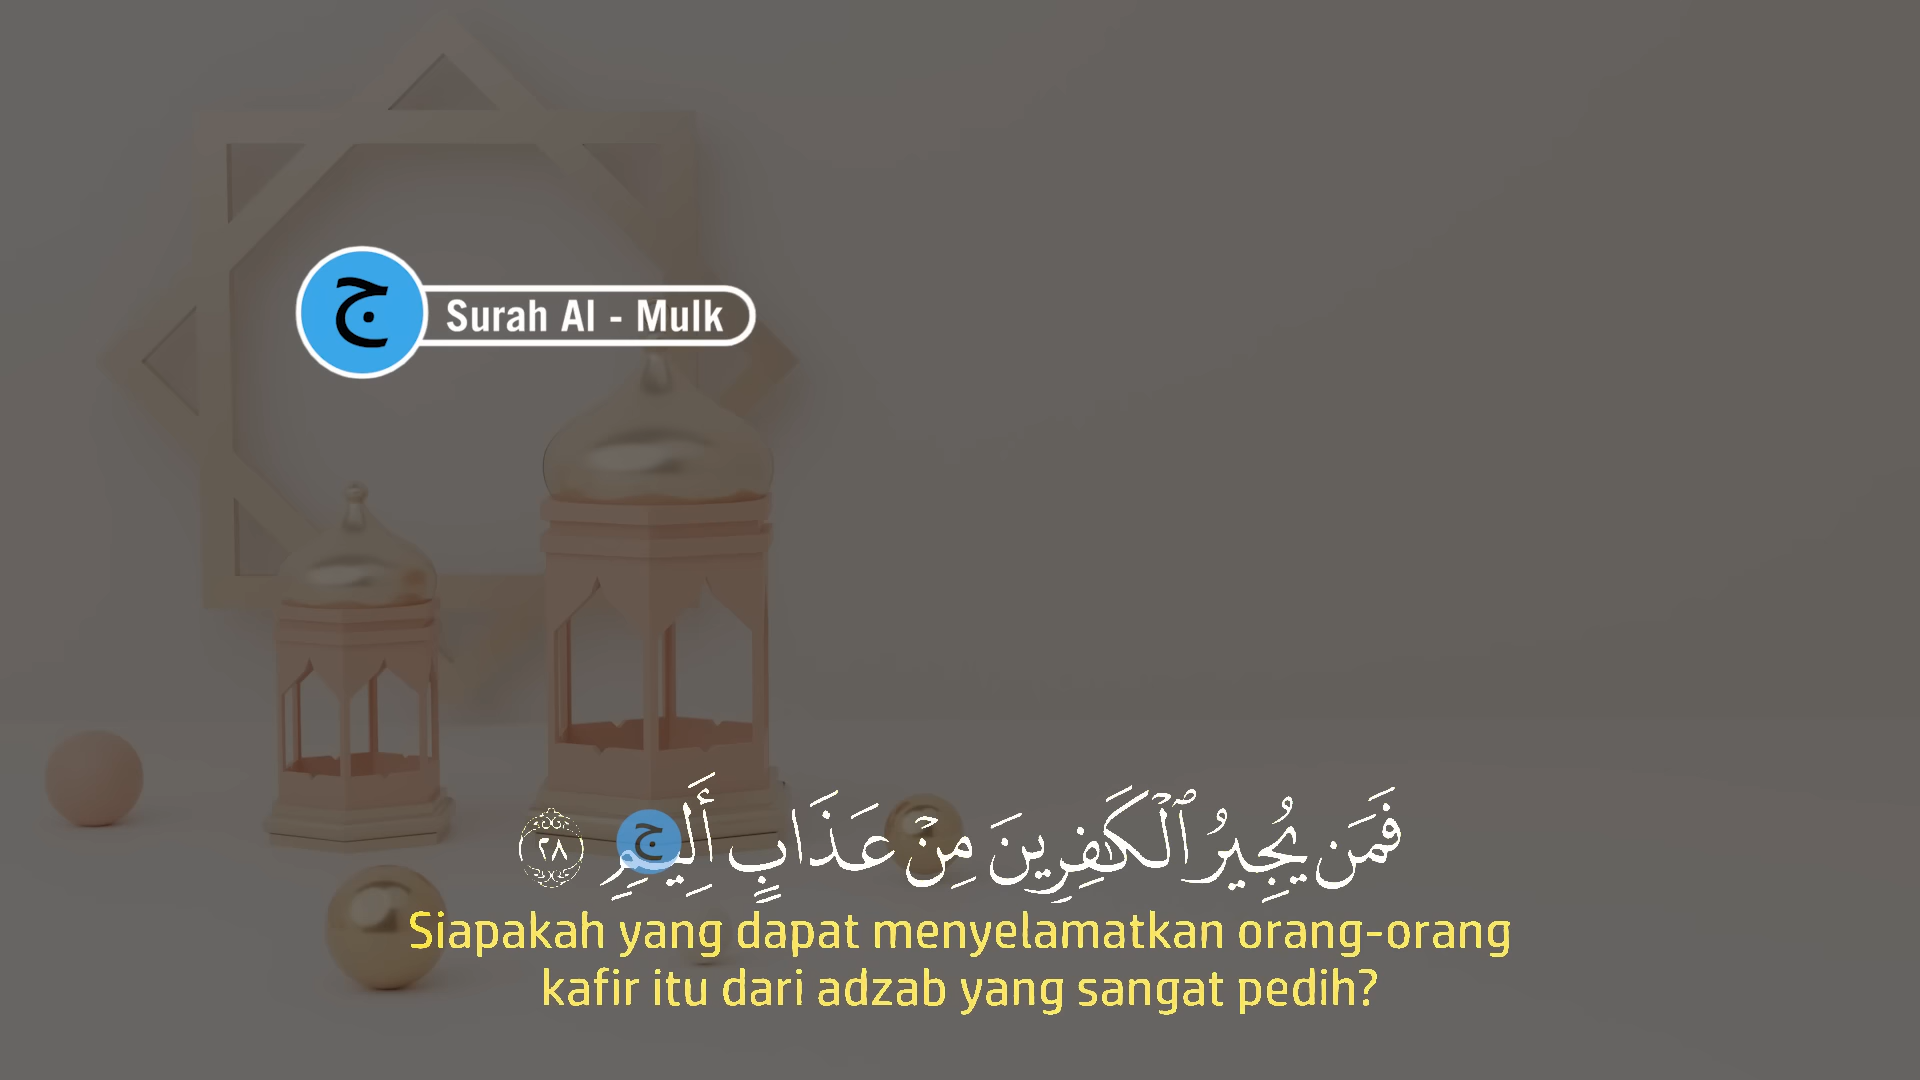 ج
Surah Al - Mulk
فَمَن يُجِيرُ ٱلْكَٰفِرِينَ مِنْ عَذَابٍ أَلِيمٍ ٢٨
ج
Siapakah yang dapat menyelamatkan orang-orang
kafir itu dari adzab yang sangat pedih?